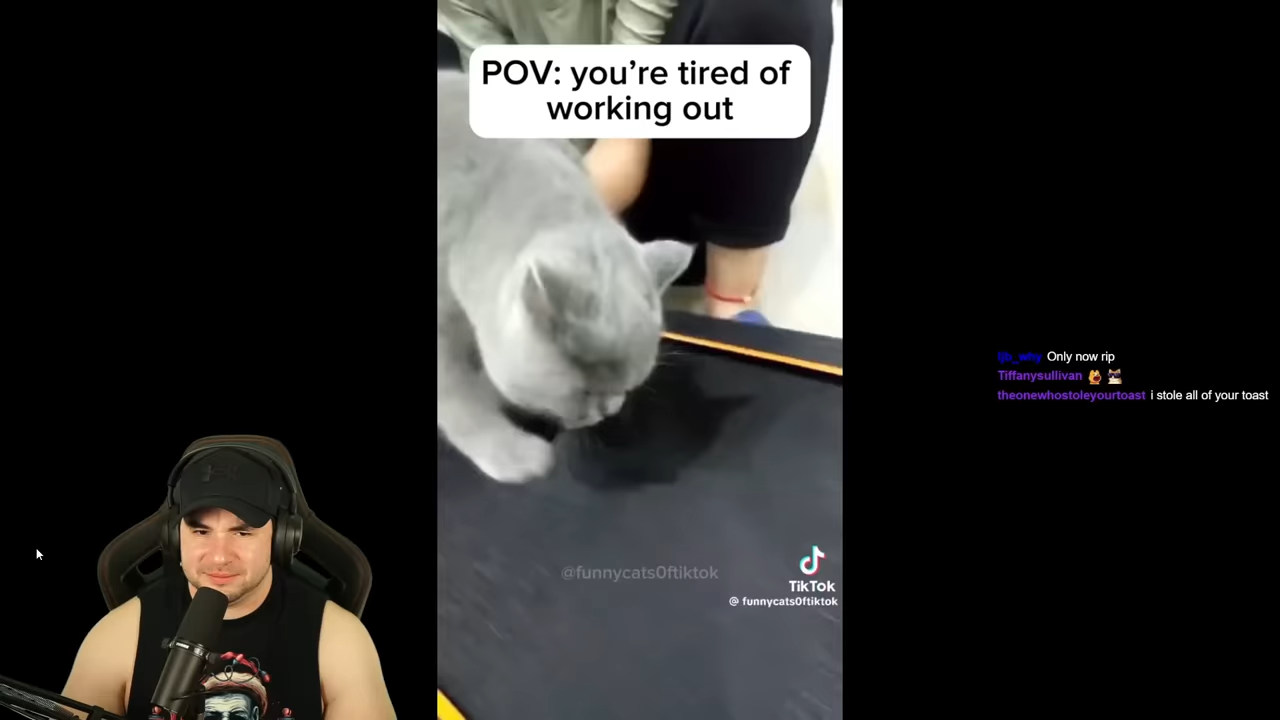 POV: you’re tired of
working out
ljb_why Only now rip
Tiffanysullivan
theonewhostoleyourtoast i stole all of your toast
@funnycats0ftiktok
TikTok
@ funnycats0ftiktok